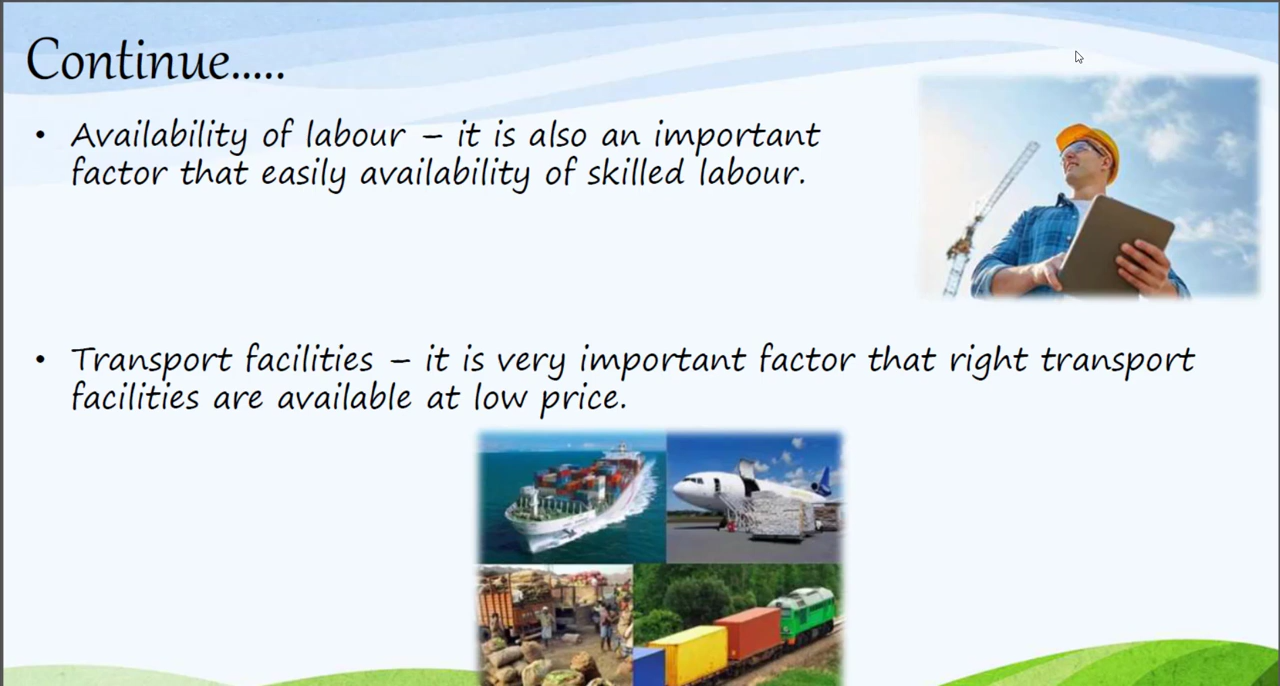 Continue.....
• Availability of labour – it is also an important
factor that easily availability of skilled labour.
• Transport facilities – it is very important factor that right transport
facilities are available at low price.